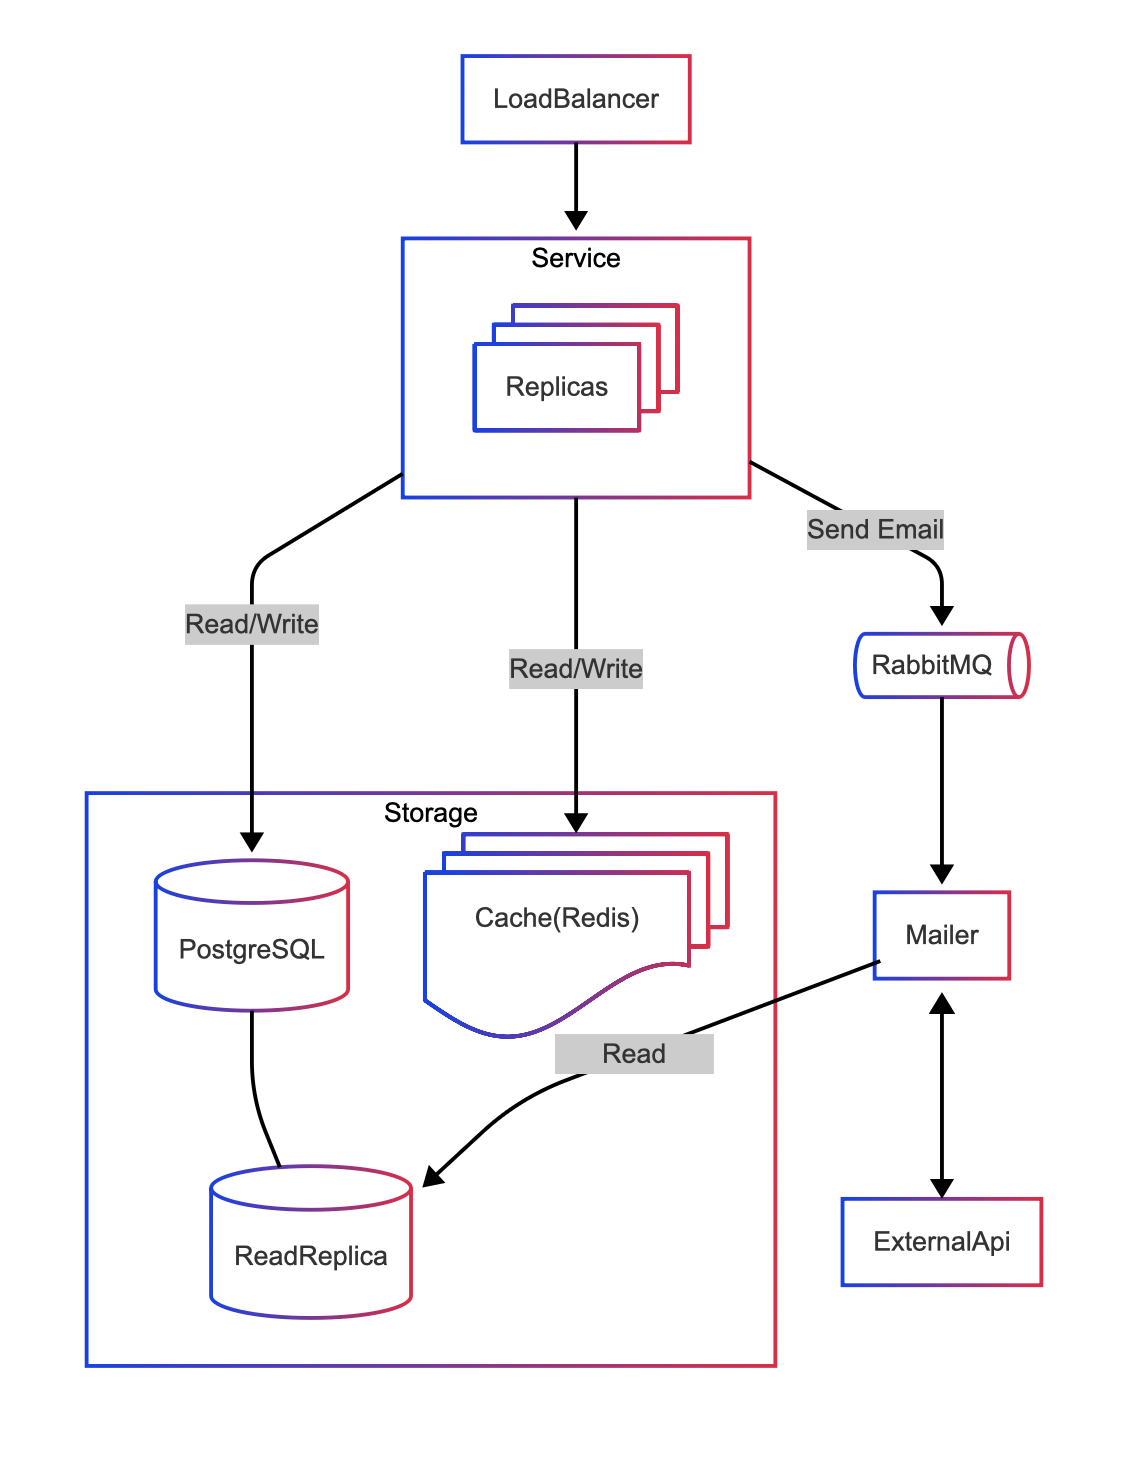 LoadBalancer
Service
Replicas
Send Email
Read/Write
Read/Write
RabbitMQ
Storage
Cache(Redis)
Mailer
PostgreSQL
Read
ExternalApi
ReadReplica